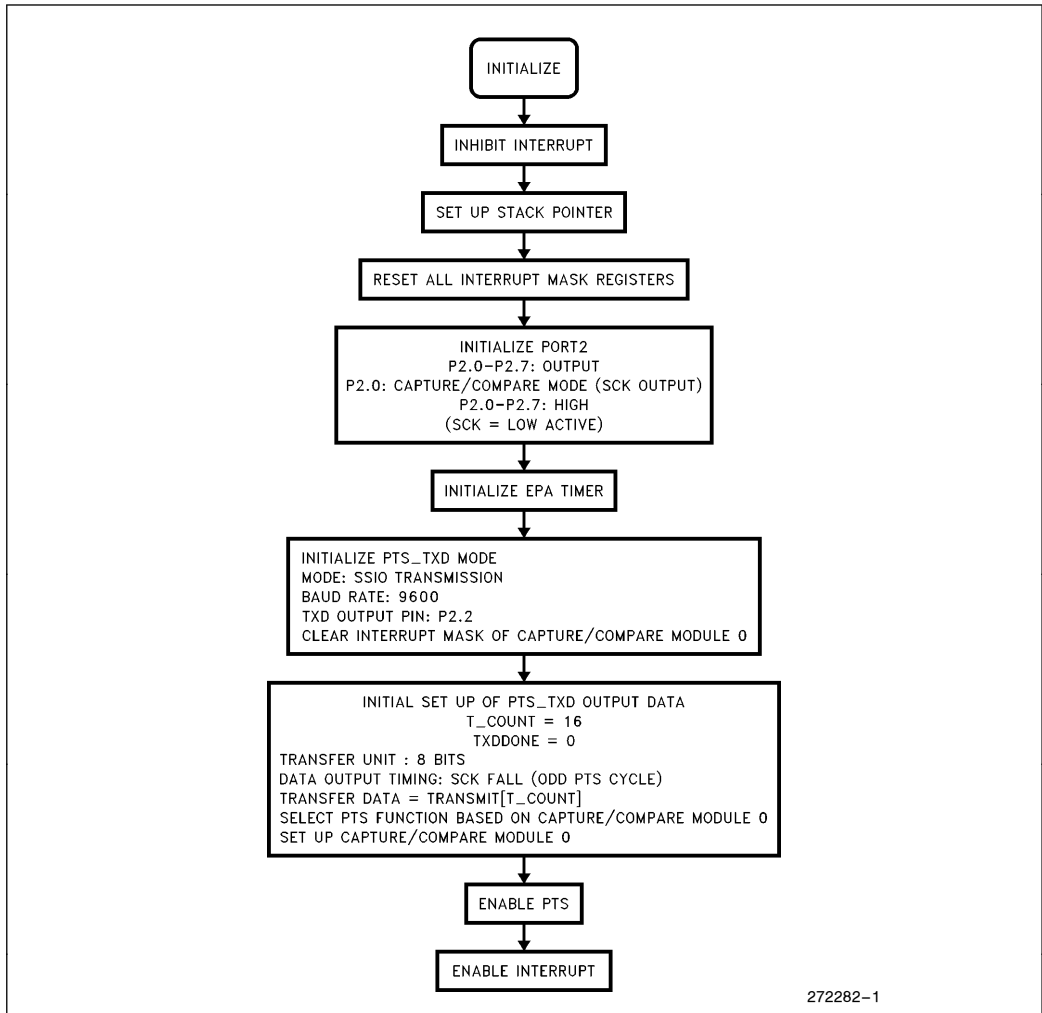 INITIALIZE
INHIBIT INTERRUPT
SET UP STACK POINTER
RESET ALL INTERRUPT MASK REGISTERS
INITIALIZE PORT2
P2.0-P2.7: OUTPUT
P2.0: CAPTURE/COMPARE MODE (SCK OUTPUT)
P2.0-P2.7: HIGH
(SCK = LOW ACTIVE)
INITIALIZE EPA TIMER
INITIALIZE PTS_TXD MODE
MODE: SSIO TRANSMISSION
BAUD RATE: 9600
TXD OUTPUT PIN: P2.2
CLEAR INTERRUPT MASK OF CAPTURE/COMPARE MODULE 0
INITIAL SET UP OF PTS_TXD OUTPUT DATA
T_COUNT = 16
TXDDONE = 0
TRANSFER UNIT : 8 BITS
DATA OUTPUT TIMING: SCK FALL (ODD PTS CYCLE)
TRANSFER DATA = TRANSMIT[T_COUNT]
SELECT PTS FUNCTION BASED ON CAPTURE/COMPARE MODULE 0
SET UP CAPTURE/COMPARE MODULE 0
ENABLE PTS
ENABLE INTERRUPT
272282-1